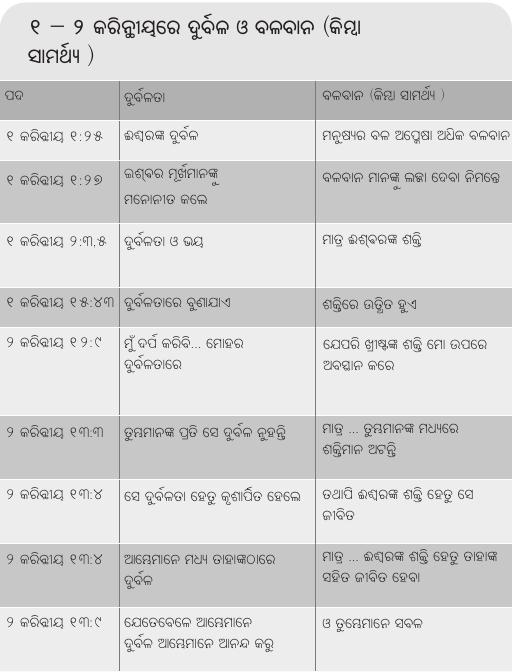 ୧ – ୨ କରିନ୍ଥୀୟରେ ଦୁର୍ବଳ ଓ ବଳବାନ (କିମ୍ବା
ସାମର୍ଥ୍ୟ )
ପଦ ଦୁର୍ବଳତା ବଳବାନ (କିମ୍ବା ସାମର୍ଥ୍ୟ )
୧ କରିନ୍ଥୀୟ ୧:୨୫ ଈଶ୍ୱରଙ୍କ ଦୁର୍ବଳ ମନୁଷ୍ୟର ବଳ ଅପେକ୍ଷା ଅଧିକ ବଳବାନ
୧ କରିନ୍ଥୀୟ ୧:୨୭ ଇଶ୍ଵର ମୂର୍ଖମାନଙ୍କୁ ବଳବାନ ମାନଙ୍କୁ ଲଜ୍ଜା ଦେବା ନିମନ୍ତେ
ମନୋନୀତ କଲେ
୧ କରିନ୍ଥୀୟ ୨:୩,୫ ଦୁର୍ବଳତା ଓ ଭୟ ମାତ୍ର ଈଶ୍ଵରଙ୍କ ଶକ୍ତି
୧ କରିନ୍ଥୀୟ ୧୫:୪୩ ଦୁର୍ବଳତାରେ ବୁଣାଯାଏ ଶକ୍ତିରେ ଉତ୍ଥିତ ହୁଏ
୨ କରିନ୍ଥୀୟ ୧୨:୯ ମୁଁ ଦର୍ପ କରିବି... ମୋହର ଯେପରି ଖ୍ରୀଷ୍ଟଙ୍କ ଶକ୍ତି ମୋ ଉପରେ
ଦୁର୍ବଳତାରେ ଅବସ୍ଥାନ କରେ
୨ କରିନ୍ଥୀୟ ୧୩:୩ ତୁମ୍ଭମାନଙ୍କ ପ୍ରତି ସେ ଦୁର୍ବଳ ନୁହନ୍ତି ମାତ୍ର ... ତୁମ୍ଭମାନଙ୍କ ମଧ୍ୟରେ
ଶକ୍ତିମାନ ଅଟନ୍ତି
୨ କରିନ୍ଥୀୟ ୧୩:୪ ସେ ଦୁର୍ବଳତା ହେତୁ କୃଶାର୍ପିତ ହେଲେ ତଥାପି ଈଶ୍ୱରଙ୍କ ଶକ୍ତି ହେତୁ ସେ
ଜୀବିତ
୨ କରିନ୍ଥୀୟ ୧୩:୪ ଆମ୍ଭେମାନେ ମଧ୍ୟ ତାହାଙ୍କଠାରେ ମାତ୍ର ... ଈଶ୍ୱରଙ୍କ ଶକ୍ତି ହେତୁ ତାହାଙ୍କ
ଦୁର୍ବଳ ସହିତ ଜୀବିତ ହେବା
୨ କରିନ୍ଥୀୟ ୧୩:୯ ଯେତେବେଳେ ଆମ୍ଭେମାନେ ଓ ତୁମ୍ଭେମାନେ ସବଳ
ଦୁର୍ବଳ ଆମ୍ଭେମାନେ ଆନନ୍ଦ କରୁ